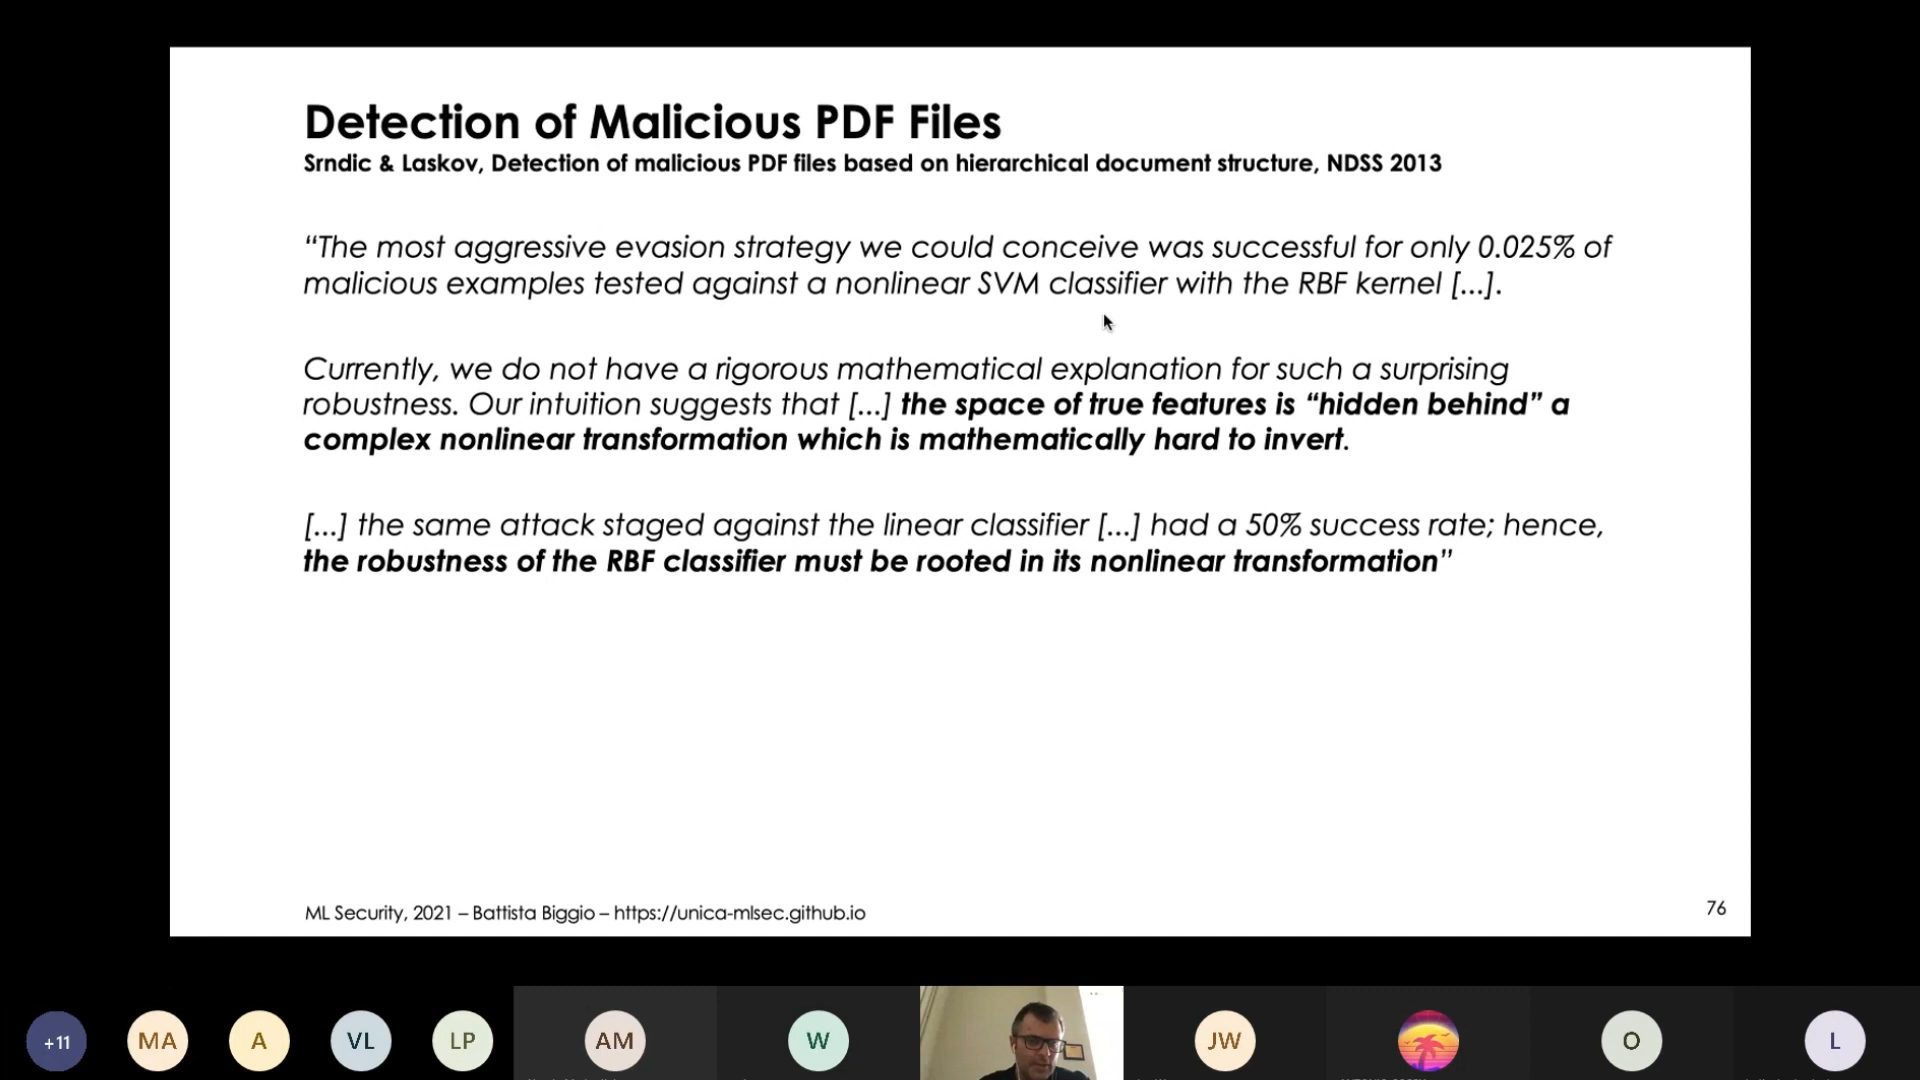 Detection of Malicious PDF Files
Srndic & Laskov, Detection of malicious PDF files based on hierarchical document structure, NDSS 2013
“The most aggressive evasion strategy we could conceive was successful for only 0.025% of
malicious examples tested against a nonlinear SVM classifier with the RBF kernel [...].
Currently, we do not have a rigorous mathematical explanation for such a surprising
robustness. Our intuition suggests that [...] the space of true features is “hidden behind” a
complex nonlinear transformation which is mathematically hard to invert.
[...] the same attack staged against the linear classifier [...] had a 50% success rate; hence,
the robustness of the RBF classifier must be rooted in its nonlinear transformation”
ML Security, 2021 – Battista Biggio – https://unica-mlsec.github.io
76
+11
MA
A
VL
LP
AM
W
JW
O
L